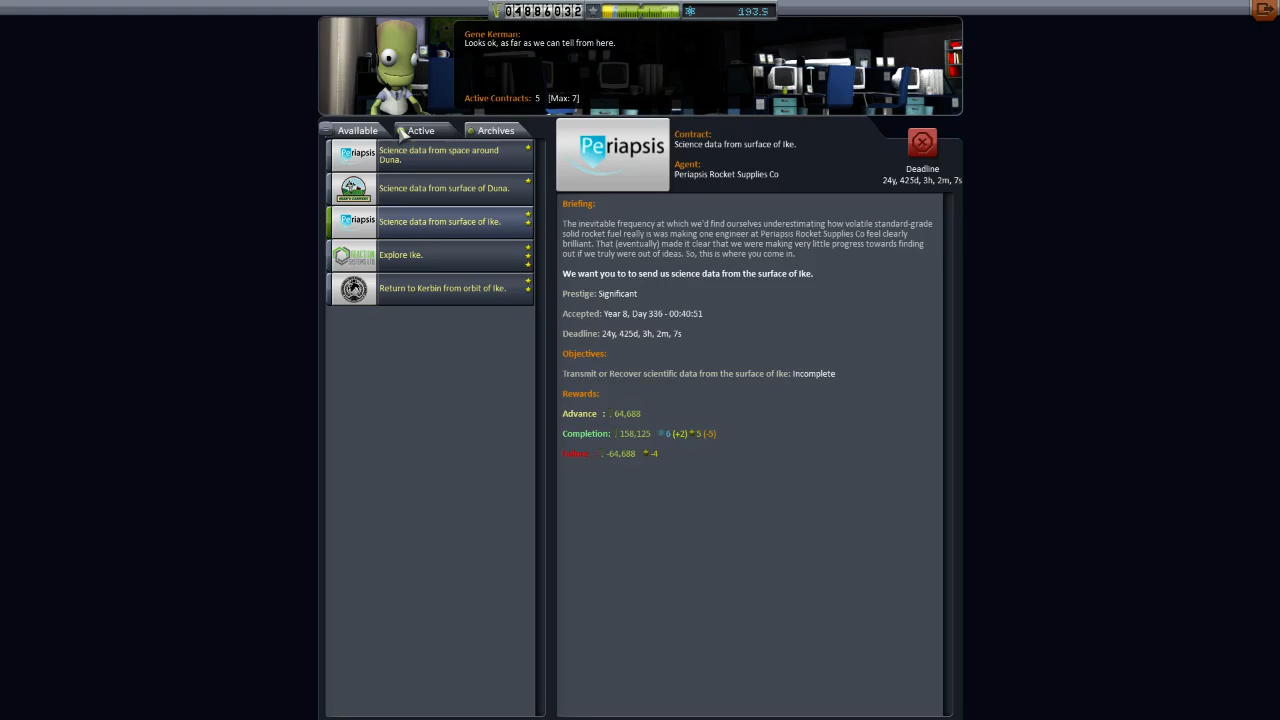 04886032
193.5
Gene Kerman:
Looks ok, as far as we can tell from here.
Active Contracts: 5 [Max: 7]
Available
Active
Archives
Periapsis
Science data from space around
Duna.
Science data from surface of Duna.
Periapsis
Science data from surface of Ike.
Explore Ike.
Return to Kerbin from orbit of Ike.
Periapsis
Contract:
Science data from surface of Ike.
Agent:
Periapsis Rocket Supplies Co
Deadline
24y, 425d, 3h, 2m, 7s
Briefing:
The inevitable frequency at which we'd find ourselves underestimating how volatile standard-grade
solid rocket fuel really is was making one engineer at Periapsis Rocket Supplies Co feel clearly
brilliant. That (eventually) made it clear that we were making very little progress towards finding
out if we truly were out of ideas. So, this is where you come in.
We want you to to send us science data from the surface of Ike.
Prestige: Significant
Accepted: Year 8, Day 336 - 00:40:51
Deadline: 24y, 425d, 3h, 2m, 7s
Objectives:
Transmit or Recover scientific data from the surface of Ike: Incomplete
Rewards:
Advance : 64,688
Completion: 158,125 6 (+2) 5 (-5)
Failure: -64,688 -4